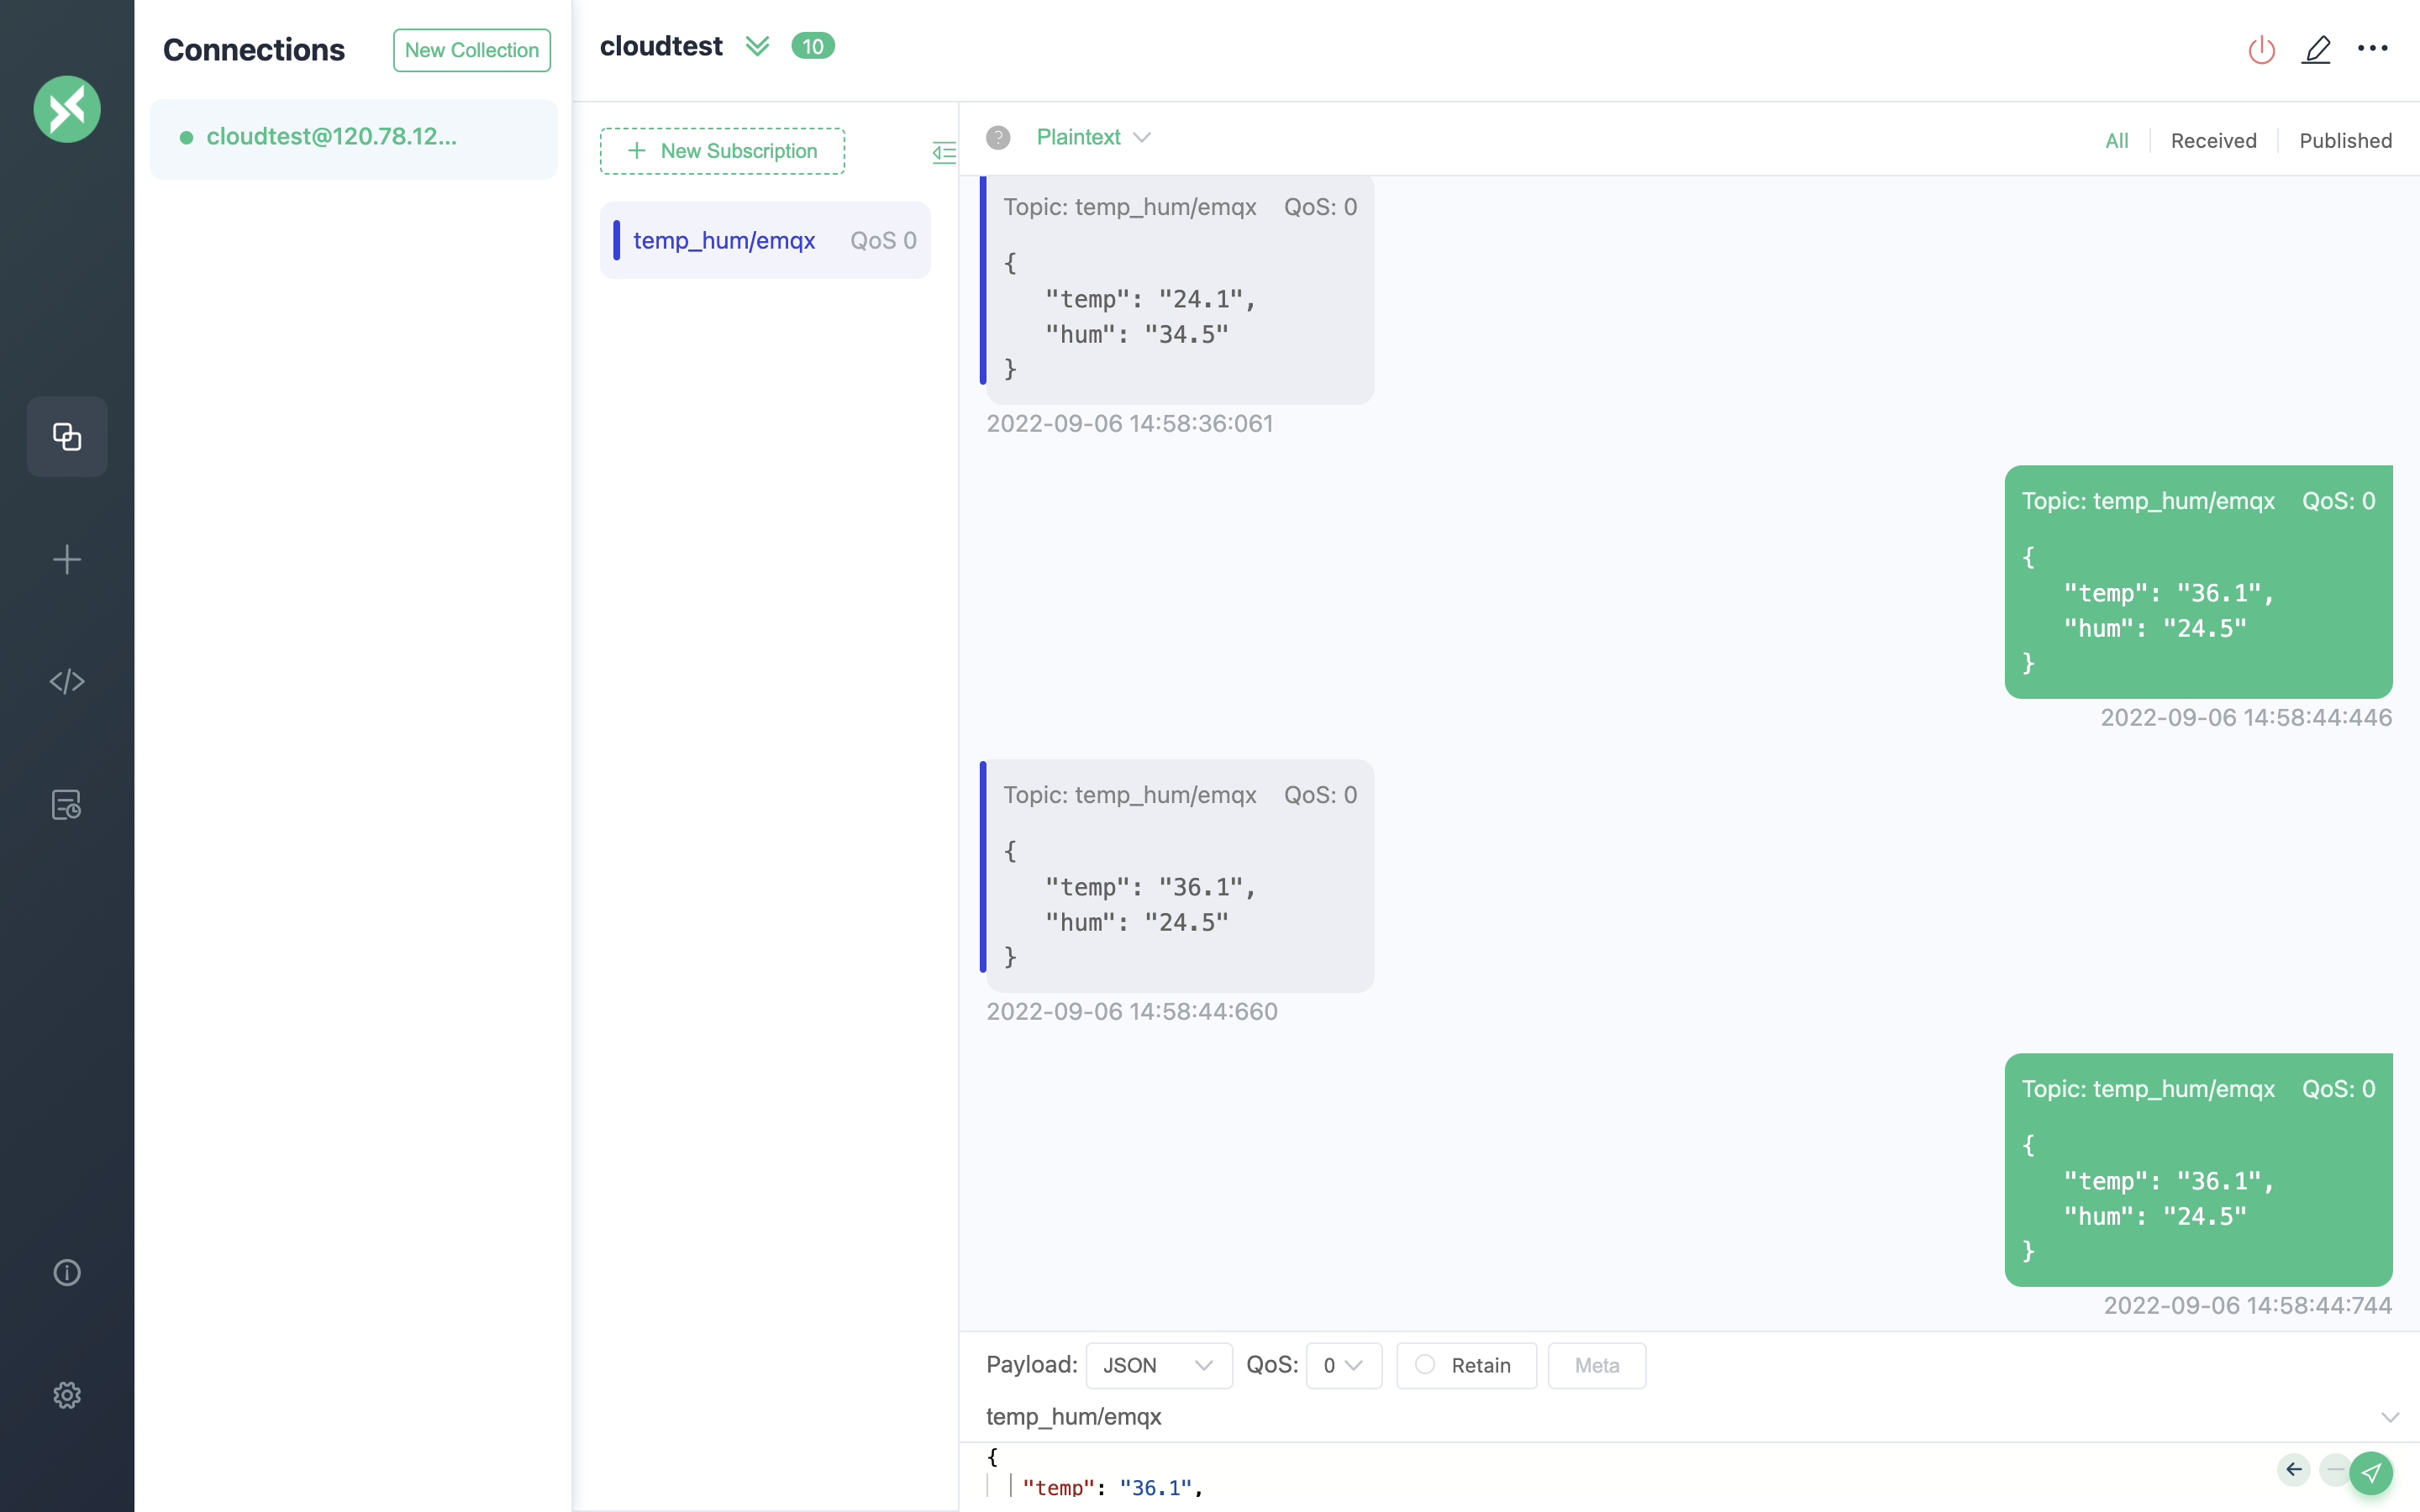 Connections
New Collection
cloudtest@120.78.12...
cloudtest
10
New Subscription
temp_hum/emqx QoS 0
Plaintext
All
Received
Published
Topic: temp_hum/emqx QoS: 0
{
"temp": "24.1",
"hum": "34.5"
}
2022-09-06 14:58:36:061
Topic: temp_hum/emqx QoS: 0
{
"temp": "36.1",
"hum": "24.5"
}
2022-09-06 14:58:44:446
Topic: temp_hum/emqx QoS: 0
{
"temp": "36.1",
"hum": "24.5"
}
2022-09-06 14:58:44:660
Topic: temp_hum/emqx QoS: 0
{
"temp": "36.1",
"hum": "24.5"
}
2022-09-06 14:58:44:744
Payload: JSON QoS: 0 Retain Meta
temp_hum/emqx
{
"temp": "36.1",